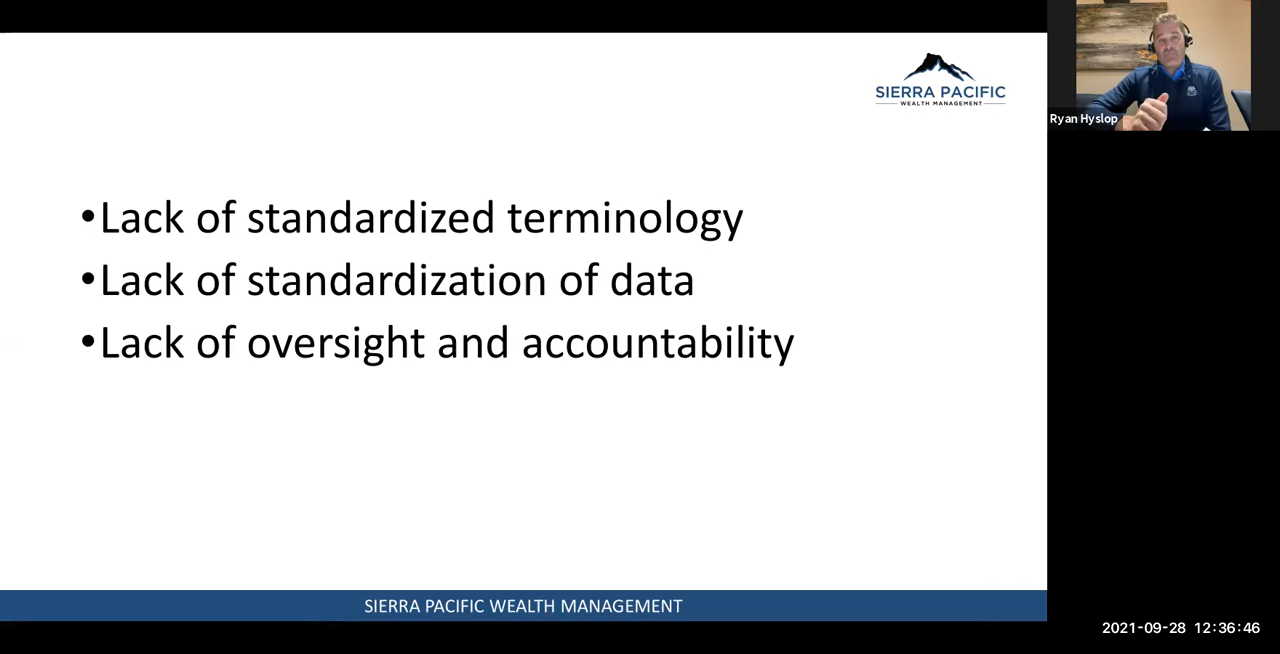 SIERRA PACIFIC
WEALTH MANAGEMENT
Ryan Hyslop
•Lack of standardized terminology
•Lack of standardization of data
•Lack of oversight and accountability
SIERRA PACIFIC WEALTH MANAGEMENT
2021-09-28 12:36:46